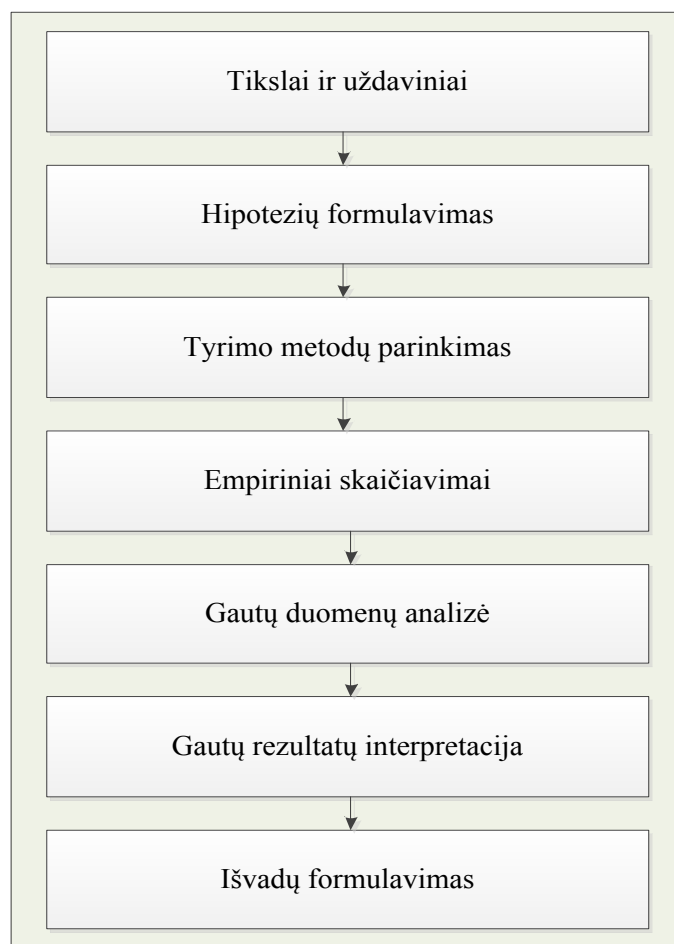 Tikslai ir uždaviniai
Hipotezių formulavimas
Tyrimo metodų parinkimas
Empiriniai skaičiavimai
Gautų duomenų analizė
Gautų rezultatų interpretacija
Išvadų formulavimas